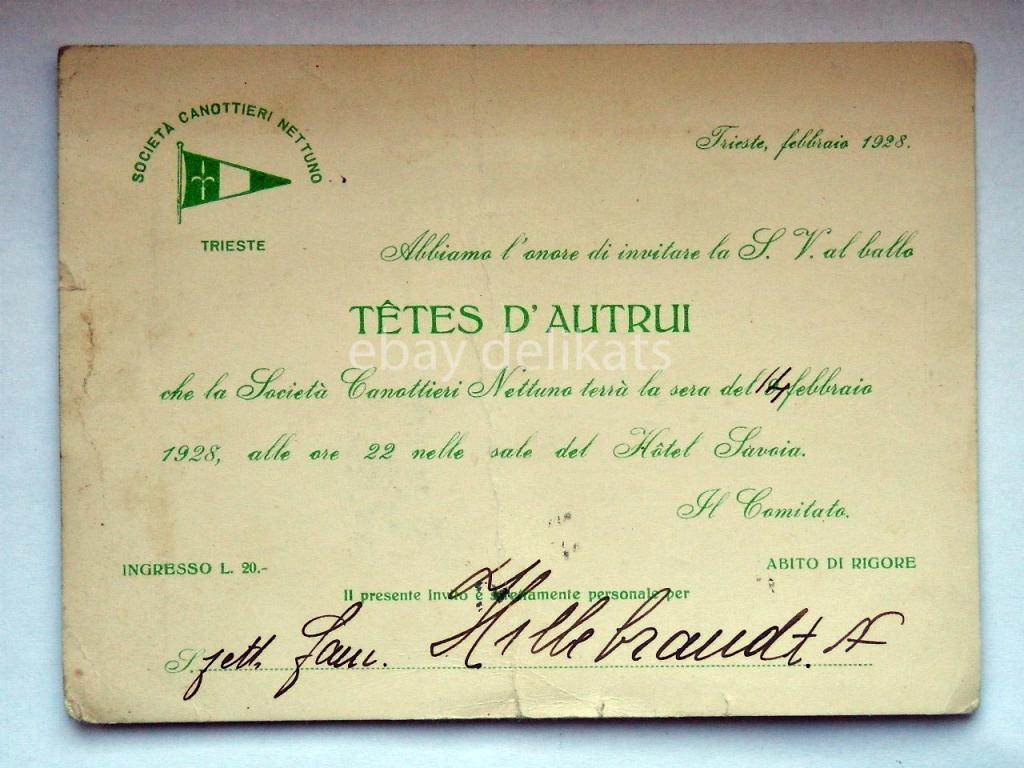 SOCIETÀ CANOTTIERI NETTUNO
TRIESTE
Trieste, febbraio 1928.
Abbiamo l'onore di invitare la S. V. al ballo
TÊTES D'AUTRUI
ebay delikats
che la Società Canottieri Nettuno terrà la sera del 14 febbraio
1928, alle ore 22 nelle sale del Hôtel Savoia.
Il Comitato.
INGRESSO L. 20.-
ABITO DI RIGORE
Il presente Invito è strettamente personale per
S. fam. Hillebrandt. A